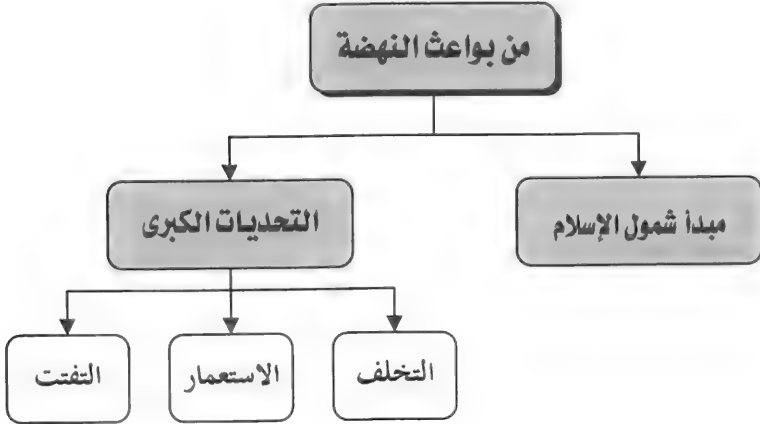 من بواعث النهضة
مبدأ شمول الإسلام
التحديات الكبرى
التخلف
الاستعمار
التفتت